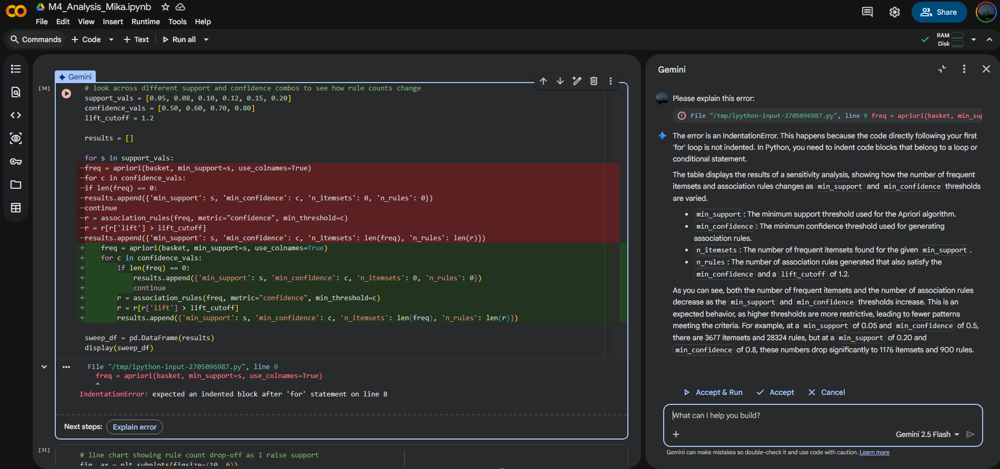 M4_Analysis_Mika.ipynb
File Edit View Insert Runtime Tools Help
Share
Commands + Code + Text Run all
RAM
Disk
Gemini
[34]
# look across different support and confidence combos to see how rule counts change
support_vals = [0.05, 0.08, 0.10, 0.12, 0.15, 0.20]
confidence_vals = [0.50, 0.60, 0.70, 0.80]
lift_cutoff = 1.2
results = []
for s in support_vals:
—freq = apriori(basket, min_support=s, use_colnames=True)
—for c in confidence_vals:
—if len(freq) == 0:
—results.append({'min_support': s, 'min_confidence': c, 'n_itemsets': 0, 'n_rules': 0})
—continue
—r = association_rules(freq, metric="confidence", min_threshold=c)
—r = r[r['lift'] > lift_cutoff]
—results.append({'min_support': s, 'min_confidence': c, 'n_itemsets': len(freq), 'n_rules': len(r)})
+    freq = apriori(basket, min_support=s, use_colnames=True)
+    for c in confidence_vals:
+        if len(freq) == 0:
+            results.append({'min_support': s, 'min_confidence': c, 'n_itemsets': 0, 'n_rules': 0})
+            continue
+        r = association_rules(freq, metric="confidence", min_threshold=c)
+        r = r[r['lift'] > lift_cutoff]
+        results.append({'min_support': s, 'min_confidence': c, 'n_itemsets': len(freq), 'n_rules': len(r)})
sweep_df = pd.DataFrame(results)
display(sweep_df)
File "/tmp/ipython-input-2705096987.py", line 9
freq = apriori(basket, min_support=s, use_colnames=True)
^
IndentationError: expected an indented block after 'for' statement on line 8
Next steps: Explain error
[31]
# line chart showing rule count drop-off as I raise support
fig, ax = plt.subplots(figsize=(10, 6))
Gemini
Please explain this error:
File "/tmp/ipython-input-2705096987.py", line 9 freq = apriori(basket, min_sup
The error is an IndentationError. This happens because the code directly following your first
'for' loop is not indented. In Python, you need to indent code blocks that belong to a loop or
conditional statement.
The table displays the results of a sensitivity analysis, showing how the number of frequent
itemsets and association rules changes as min_support and min_confidence thresholds
are varied.
• min_support: The minimum support threshold used for the Apriori algorithm.
• min_confidence: The minimum confidence threshold used for generating
association rules.
• n_itemsets: The number of frequent itemsets found for the given min_support.
• n_rules: The number of association rules generated that also satisfy the
min_confidence and a lift_cutoff of 1.2.
As you can see, both the number of frequent itemsets and the number of association rules
decrease as the min_support and min_confidence thresholds increase. This is an
expected behavior, as higher thresholds are more restrictive, leading to fewer patterns
meeting the criteria. For example, at a min_support of 0.05 and min_confidence of 0.5,
there are 3677 itemsets and 28324 rules, but at a min_support of 0.20 and
min_confidence of 0.8, these numbers drop significantly to 1176 itemsets and 900 rules.
Accept & Run Accept Cancel
What can I help you build?
+ Gemini 2.5 Flash
Gemini can make mistakes so double-check it and use code with caution. Learn more